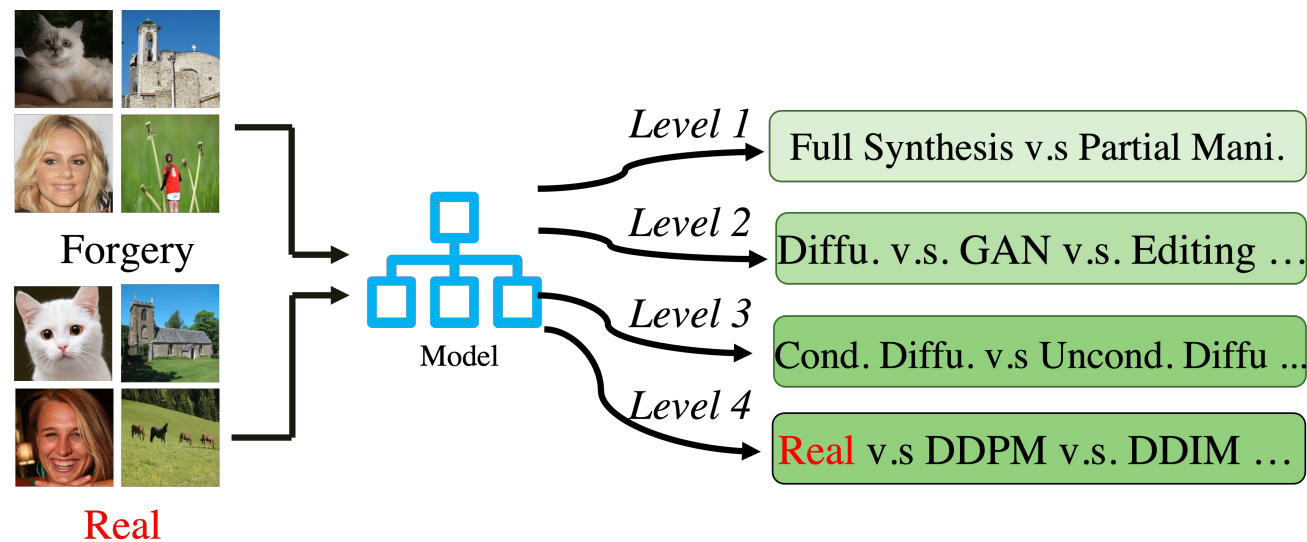 Forgery
Real
Model
Level 1
Full Synthesis v.s Partial Mani.
Level 2
Diffu. v.s. GAN v.s. Editing …
Level 3
Cond. Diffu. v.s Uncond. Diffu ...
Level 4
Real v.s DDPM v.s. DDIM …